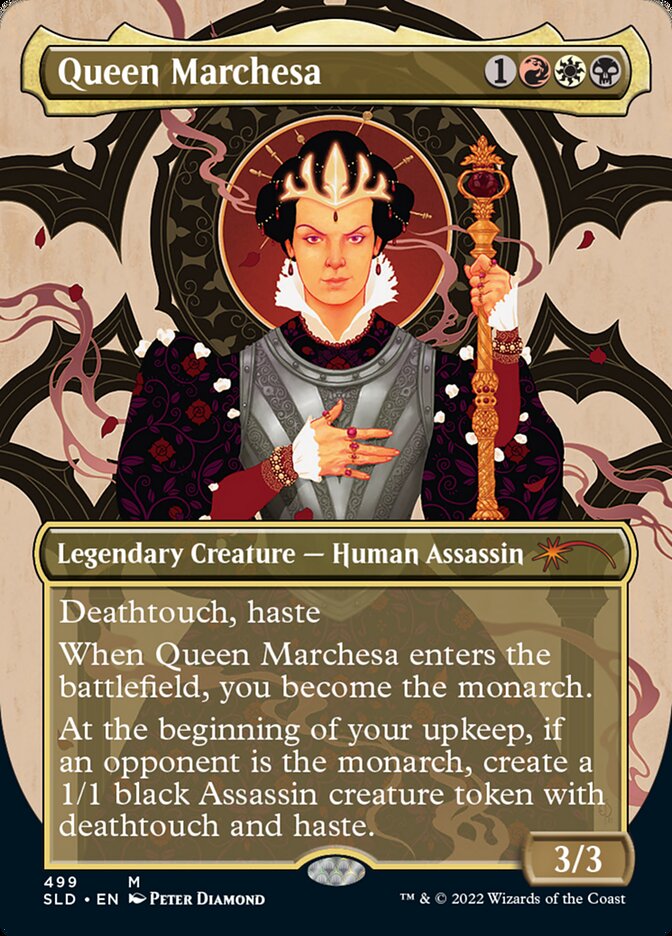 Queen Marchesa 1
Legendary Creature — Human Assassin
Deathtouch, haste
When Queen Marchesa enters the
battlefield, you become the monarch.
At the beginning of your upkeep, if
an opponent is the monarch, create a
1/1 black Assassin creature token with
deathtouch and haste.
3/3
499 M
SLD • EN Peter Diamond
™ & © 2022 Wizards of the Coast